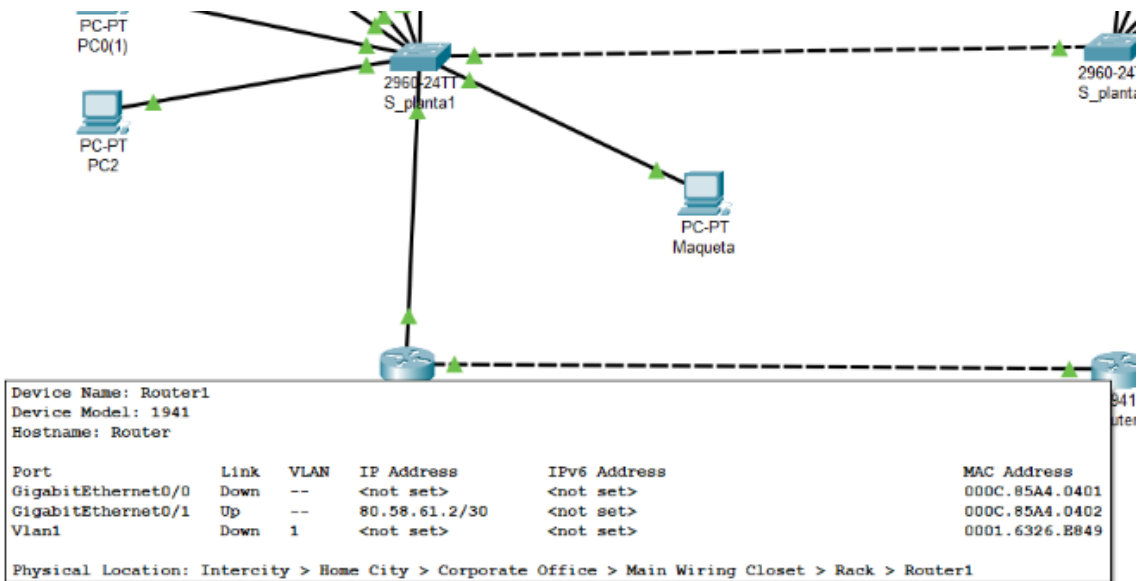 PC-PT
PC0(1)
2960-24TT
S_planta1
2960-24
S_planta
PC-PT
PC2
PC-PT
Maqueta
Device Name: Router1
Device Model: 1941
Hostname: Router
941
uter
Port Link VLAN IP Address IPv6 Address MAC Address
GigabitEthernet0/0 Down -- <not set> <not set> 000C.85A4.0401
GigabitEthernet0/1 Up -- 80.58.61.2/30 <not set> 000C.85A4.0402
Vlan1 Down 1 <not set> <not set> 0001.6326.E849
Physical Location: Intercity > Home City > Corporate Office > Main Wiring Closet > Rack > Router1